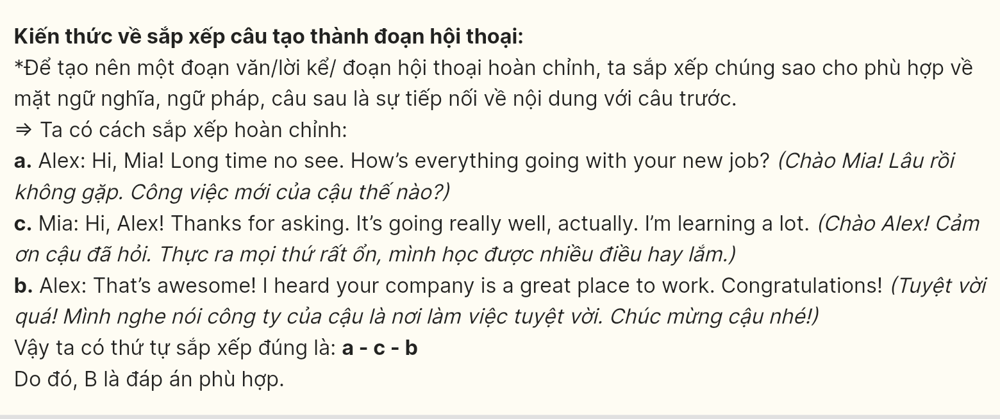 Kiến thức về sắp xếp câu tạo thành đoạn hội thoại:
*Để tạo nên một đoạn văn/lời kể/ đoạn hội thoại hoàn chỉnh, ta sắp xếp chúng sao cho phù hợp về
mặt ngữ nghĩa, ngữ pháp, câu sau là sự tiếp nối về nội dung với câu trước.
⇒ Ta có cách sắp xếp hoàn chỉnh:
a. Alex: Hi, Mia! Long time no see. How’s everything going with your new job? (Chào Mia! Lâu rồi
không gặp. Công việc mới của cậu thế nào?)
c. Mia: Hi, Alex! Thanks for asking. It’s going really well, actually. I’m learning a lot. (Chào Alex! Cảm
ơn cậu đã hỏi. Thực ra mọi thứ rất ổn, mình học được nhiều điều hay lắm.)
b. Alex: That’s awesome! I heard your company is a great place to work. Congratulations! (Tuyệt vời
quá! Mình nghe nói công ty của cậu là nơi làm việc tuyệt vời. Chúc mừng cậu nhé!)
Vậy ta có thứ tự sắp xếp đúng là: a - c - b
Do đó, B là đáp án phù hợp.